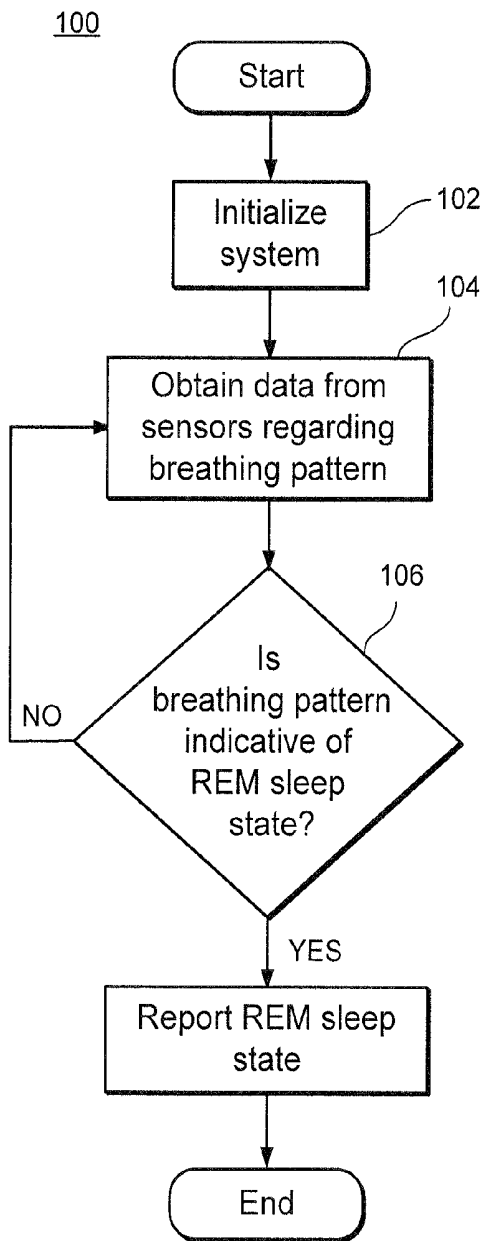 100
Start
Initialize
system
102
104
Obtain data from
sensors regarding
breathing pattern
106
Is
breathing pattern
indicative of
REM sleep
state?
NO
YES
Report REM sleep
state
End